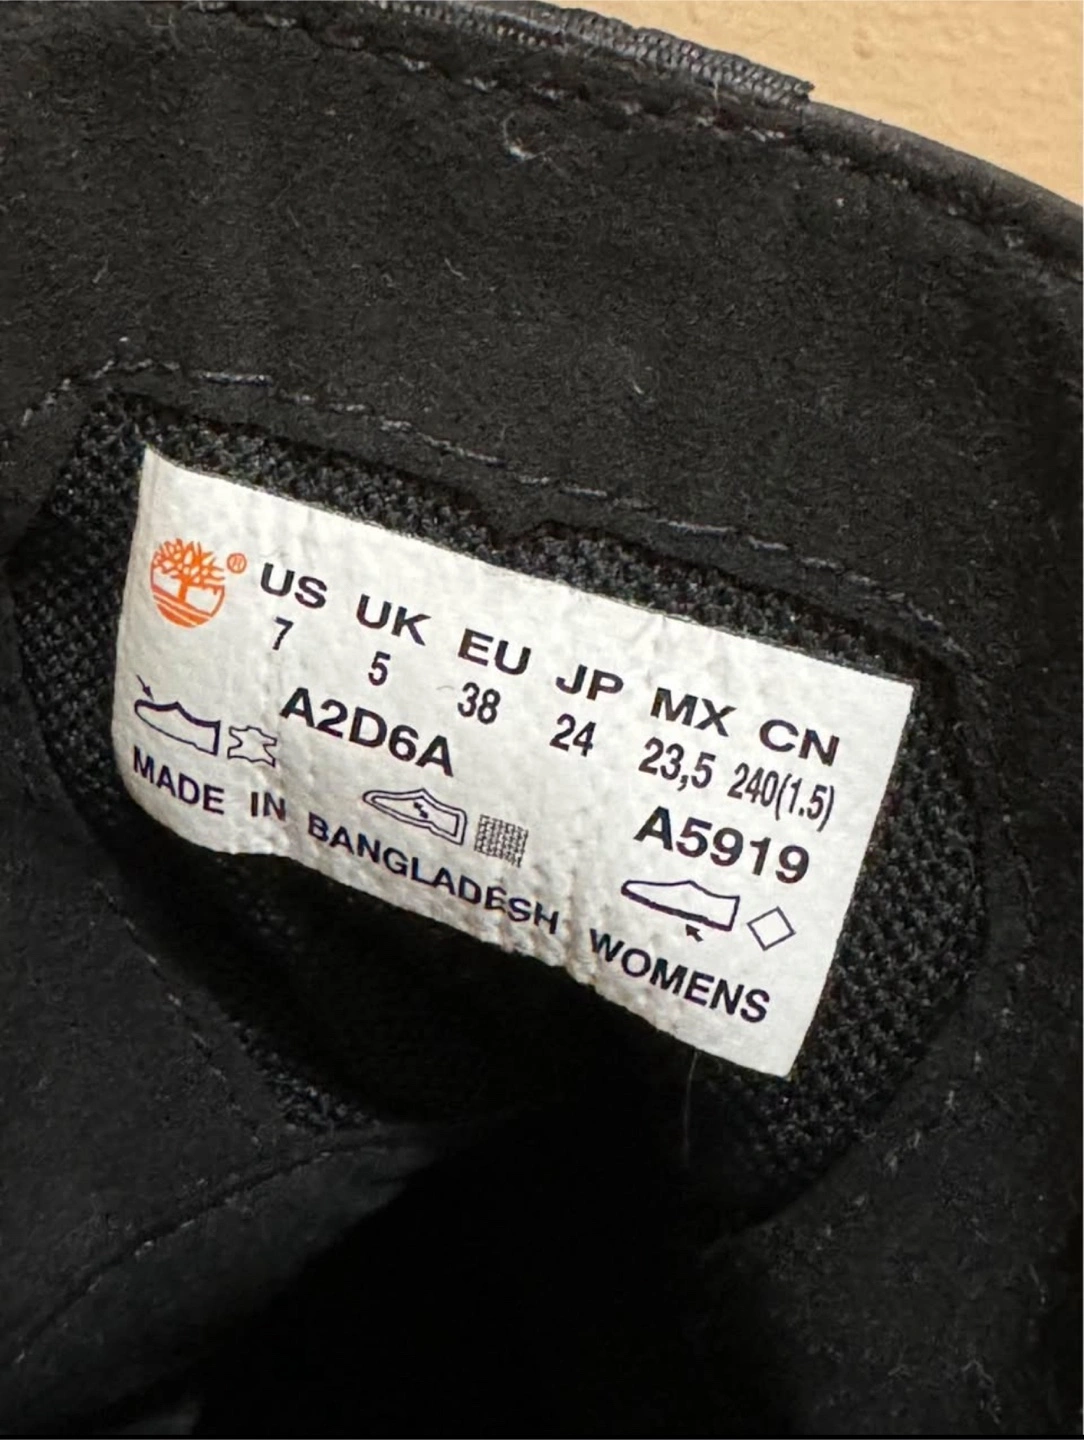 ® US UK EU JP MX CN
7 5 38 24 23,5 240(1.5)
A2D6A A5919
MADE IN BANGLADESH WOMENS